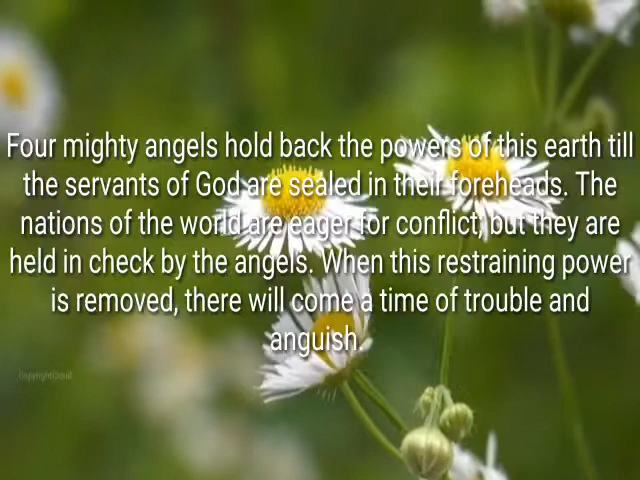 Four mighty angels hold back the powers of this earth till
the servants of God are sealed in their foreheads. The
nations of the world are eager for conflict; but they are
held in check by the angels. When this restraining power
is removed, there will come a time of trouble and
anguish.